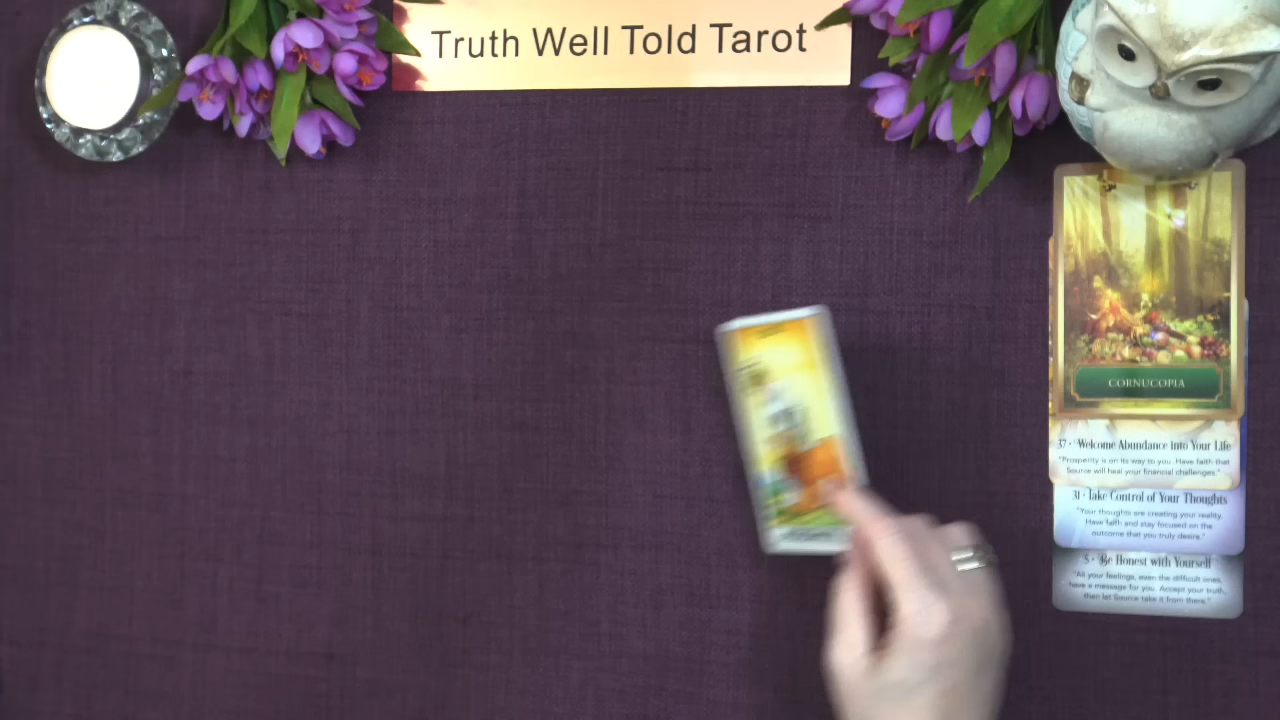 Truth Well Told Tarot
CORNUCOPIA
37 · Welcome Abundance into Your Life
"Prosperity is on its way to you. Have faith that
Source will heal your financial challenges."
31 · Take Control of Your Thoughts
"Your thoughts are creating your reality.
Have faith and stay focused on the
outcome that you truly desire."
5 · Be Honest with Yourself
"All your feelings, even the difficult ones,
have a message for you. Accept your truth,
then let Source take it from there."